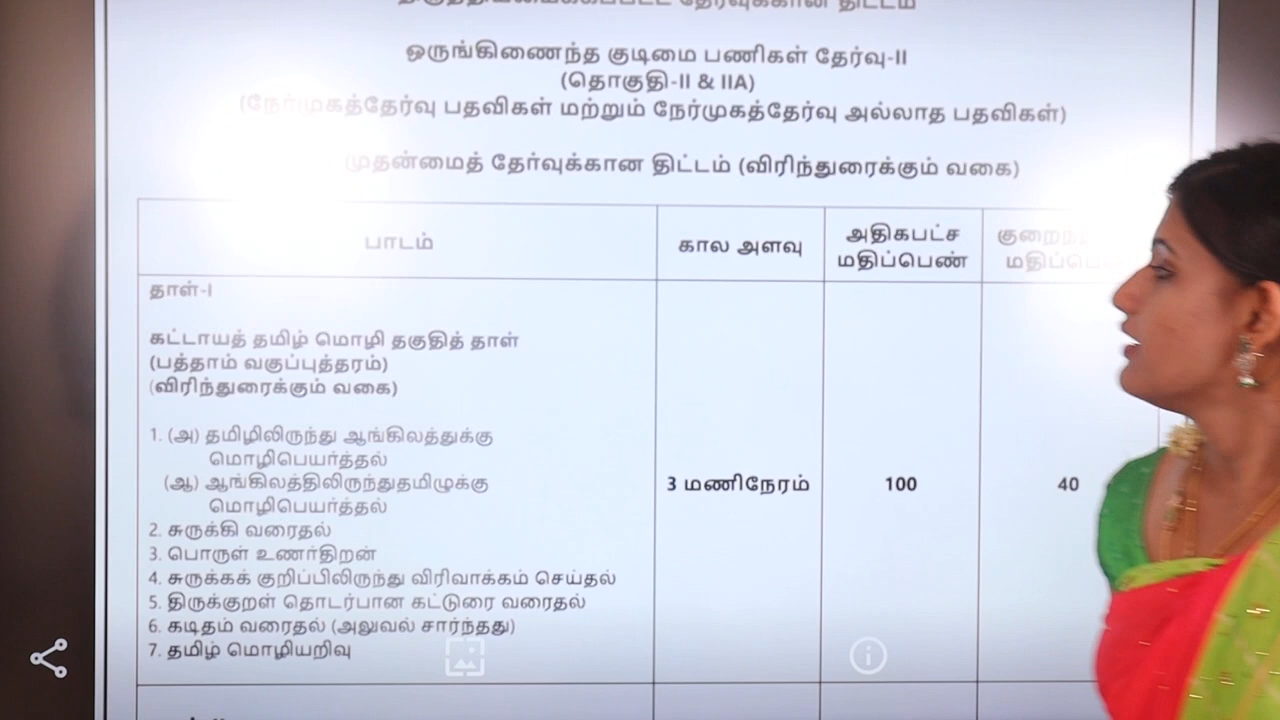 தேர்வுக்கான திட்டம்
ஒருங்கிணைந்த குடிமை பணிகள் தேர்வு-II
(தொகுதி-II & IIA)
(நேர்முகத்தேர்வு பதவிகள் மற்றும் நேர்முகத்தேர்வு அல்லாத பதவிகள்)
முதன்மைத் தேர்வுக்கான திட்டம் (விரிந்துரைக்கும் வகை)
பாடம்
கால அளவு
அதிகபட்ச
மதிப்பெண்
தாள்-I
கட்டாயத் தமிழ் மொழி தகுதித் தாள்
(பத்தாம் வகுப்புத்தரம்)
(விரிந்துரைக்கும் வகை)
1. (அ) தமிழிலிருந்து ஆங்கிலத்துக்கு
மொழிபெயர்த்தல்
(ஆ) ஆங்கிலத்திலிருந்துதமிழுக்கு
மொழிபெயர்த்தல்
2. சுருக்கி வரைதல்
3. பொருள் உணர்திறன்
4. சுருக்கக் குறிப்பிலிருந்து விரிவாக்கம் செய்தல்
5. திருக்குறள் தொடர்பான கட்டுரை வரைதல்
6. கடிதம் வரைதல் (அலுவல் சார்ந்தது)
7. தமிழ் மொழியறிவு
3 மணிநேரம்
100
40